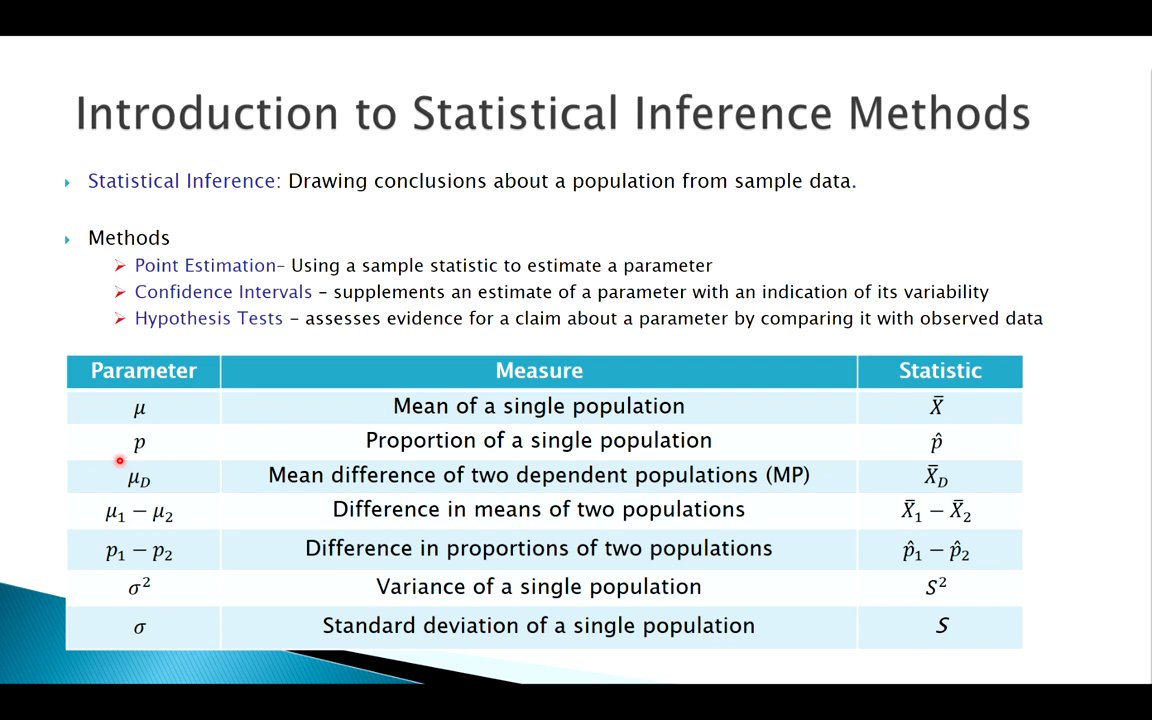 Introduction to Statistical Inference Methods
Statistical Inference: Drawing conclusions about a population from sample data.
Methods
Point Estimation– Using a sample statistic to estimate a parameter
Confidence Intervals – supplements an estimate of a parameter with an indication of its variability
Hypothesis Tests – assesses evidence for a claim about a parameter by comparing it with observed data
Parameter Measure Statistic
μ Mean of a single population X̄
p Proportion of a single population p̂
μ_D Mean difference of two dependent populations (MP) X̄_D
μ₁ − μ₂ Difference in means of two populations X̄₁ − X̄₂
p₁ − p₂ Difference in proportions of two populations p̂₁ − p̂₂
σ² Variance of a single population S²
σ Standard deviation of a single population S